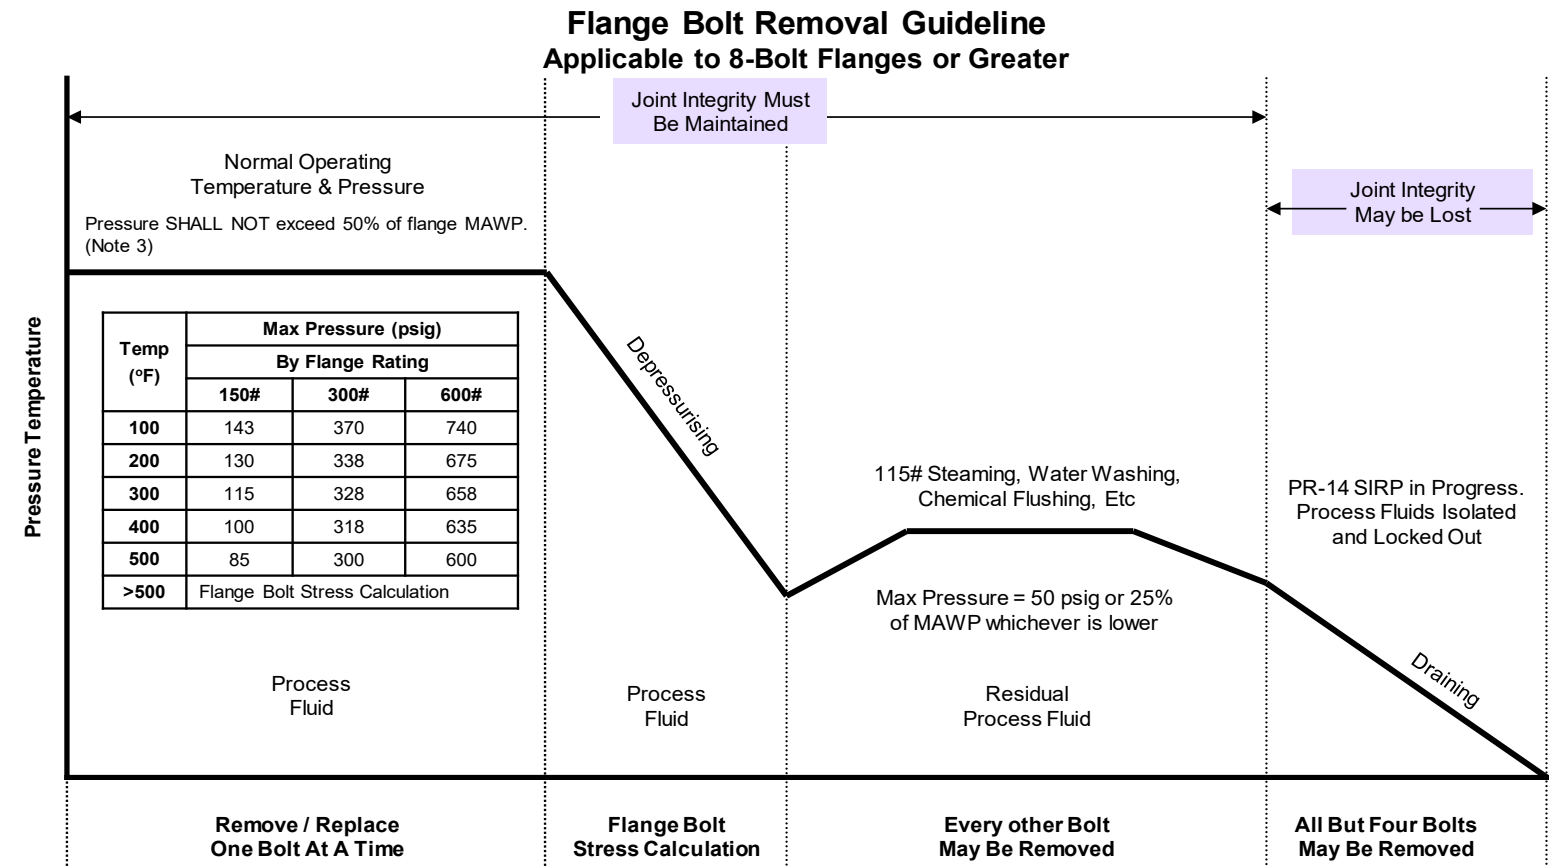 Flange Bolt Removal Guideline
Applicable to 8-Bolt Flanges or Greater
Joint Integrity Must
Be Maintained
Normal Operating
Temperature & Pressure
Pressure SHALL NOT exceed 50% of flange MAWP.
(Note 3)
Joint Integrity
May be Lost
Pressure Temperature
Temp
(°F)
Max Pressure (psig)
By Flange Rating
150# 300# 600#
100 143 370 740
200 130 338 675
300 115 328 658
400 100 318 635
500 85 300 600
>500 Flange Bolt Stress Calculation
Depressurising
115# Steaming, Water Washing,
Chemical Flushing, Etc
Max Pressure = 50 psig or 25%
of MAWP whichever is lower
PR-14 SIRP in Progress.
Process Fluids Isolated
and Locked Out
Draining
Process
Fluid
Process
Fluid
Residual
Process Fluid
Remove / Replace
One Bolt At A Time
Flange Bolt
Stress Calculation
Every other Bolt
May Be Removed
All But Four Bolts
May Be Removed